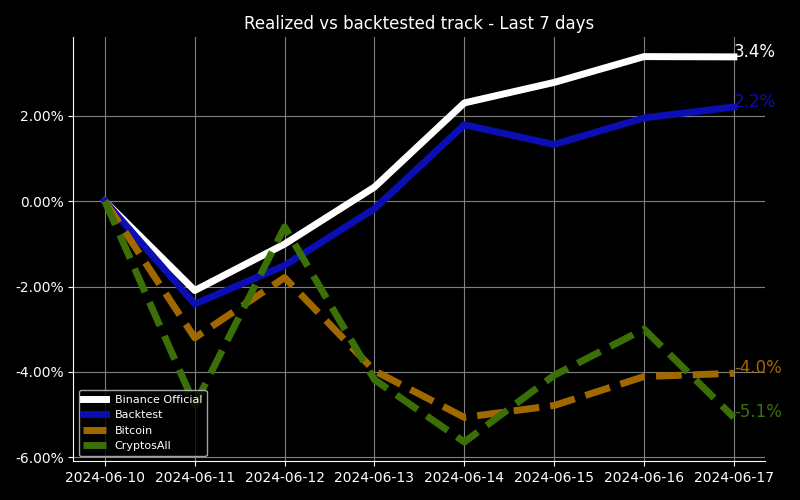 Realized vs backtested track - Last 7 days
3.4%
2.2%
2.00%
0.00%
-2.00%
-4.00%
-6.00%
-4.0%
-5.1%
Binance Official
Backtest
Bitcoin
CryptosAll
2024-06-10 2024-06-11 2024-06-12 2024-06-13 2024-06-14 2024-06-15 2024-06-16 2024-06-17